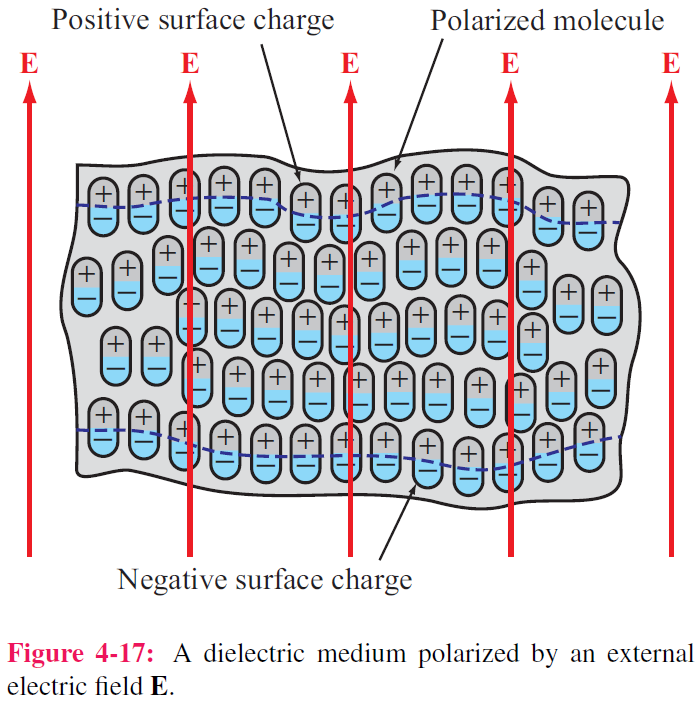 Positive surface charge Polarized molecule
E E E E E
Negative surface charge
Figure 4-17: A dielectric medium polarized by an external
electric field E.